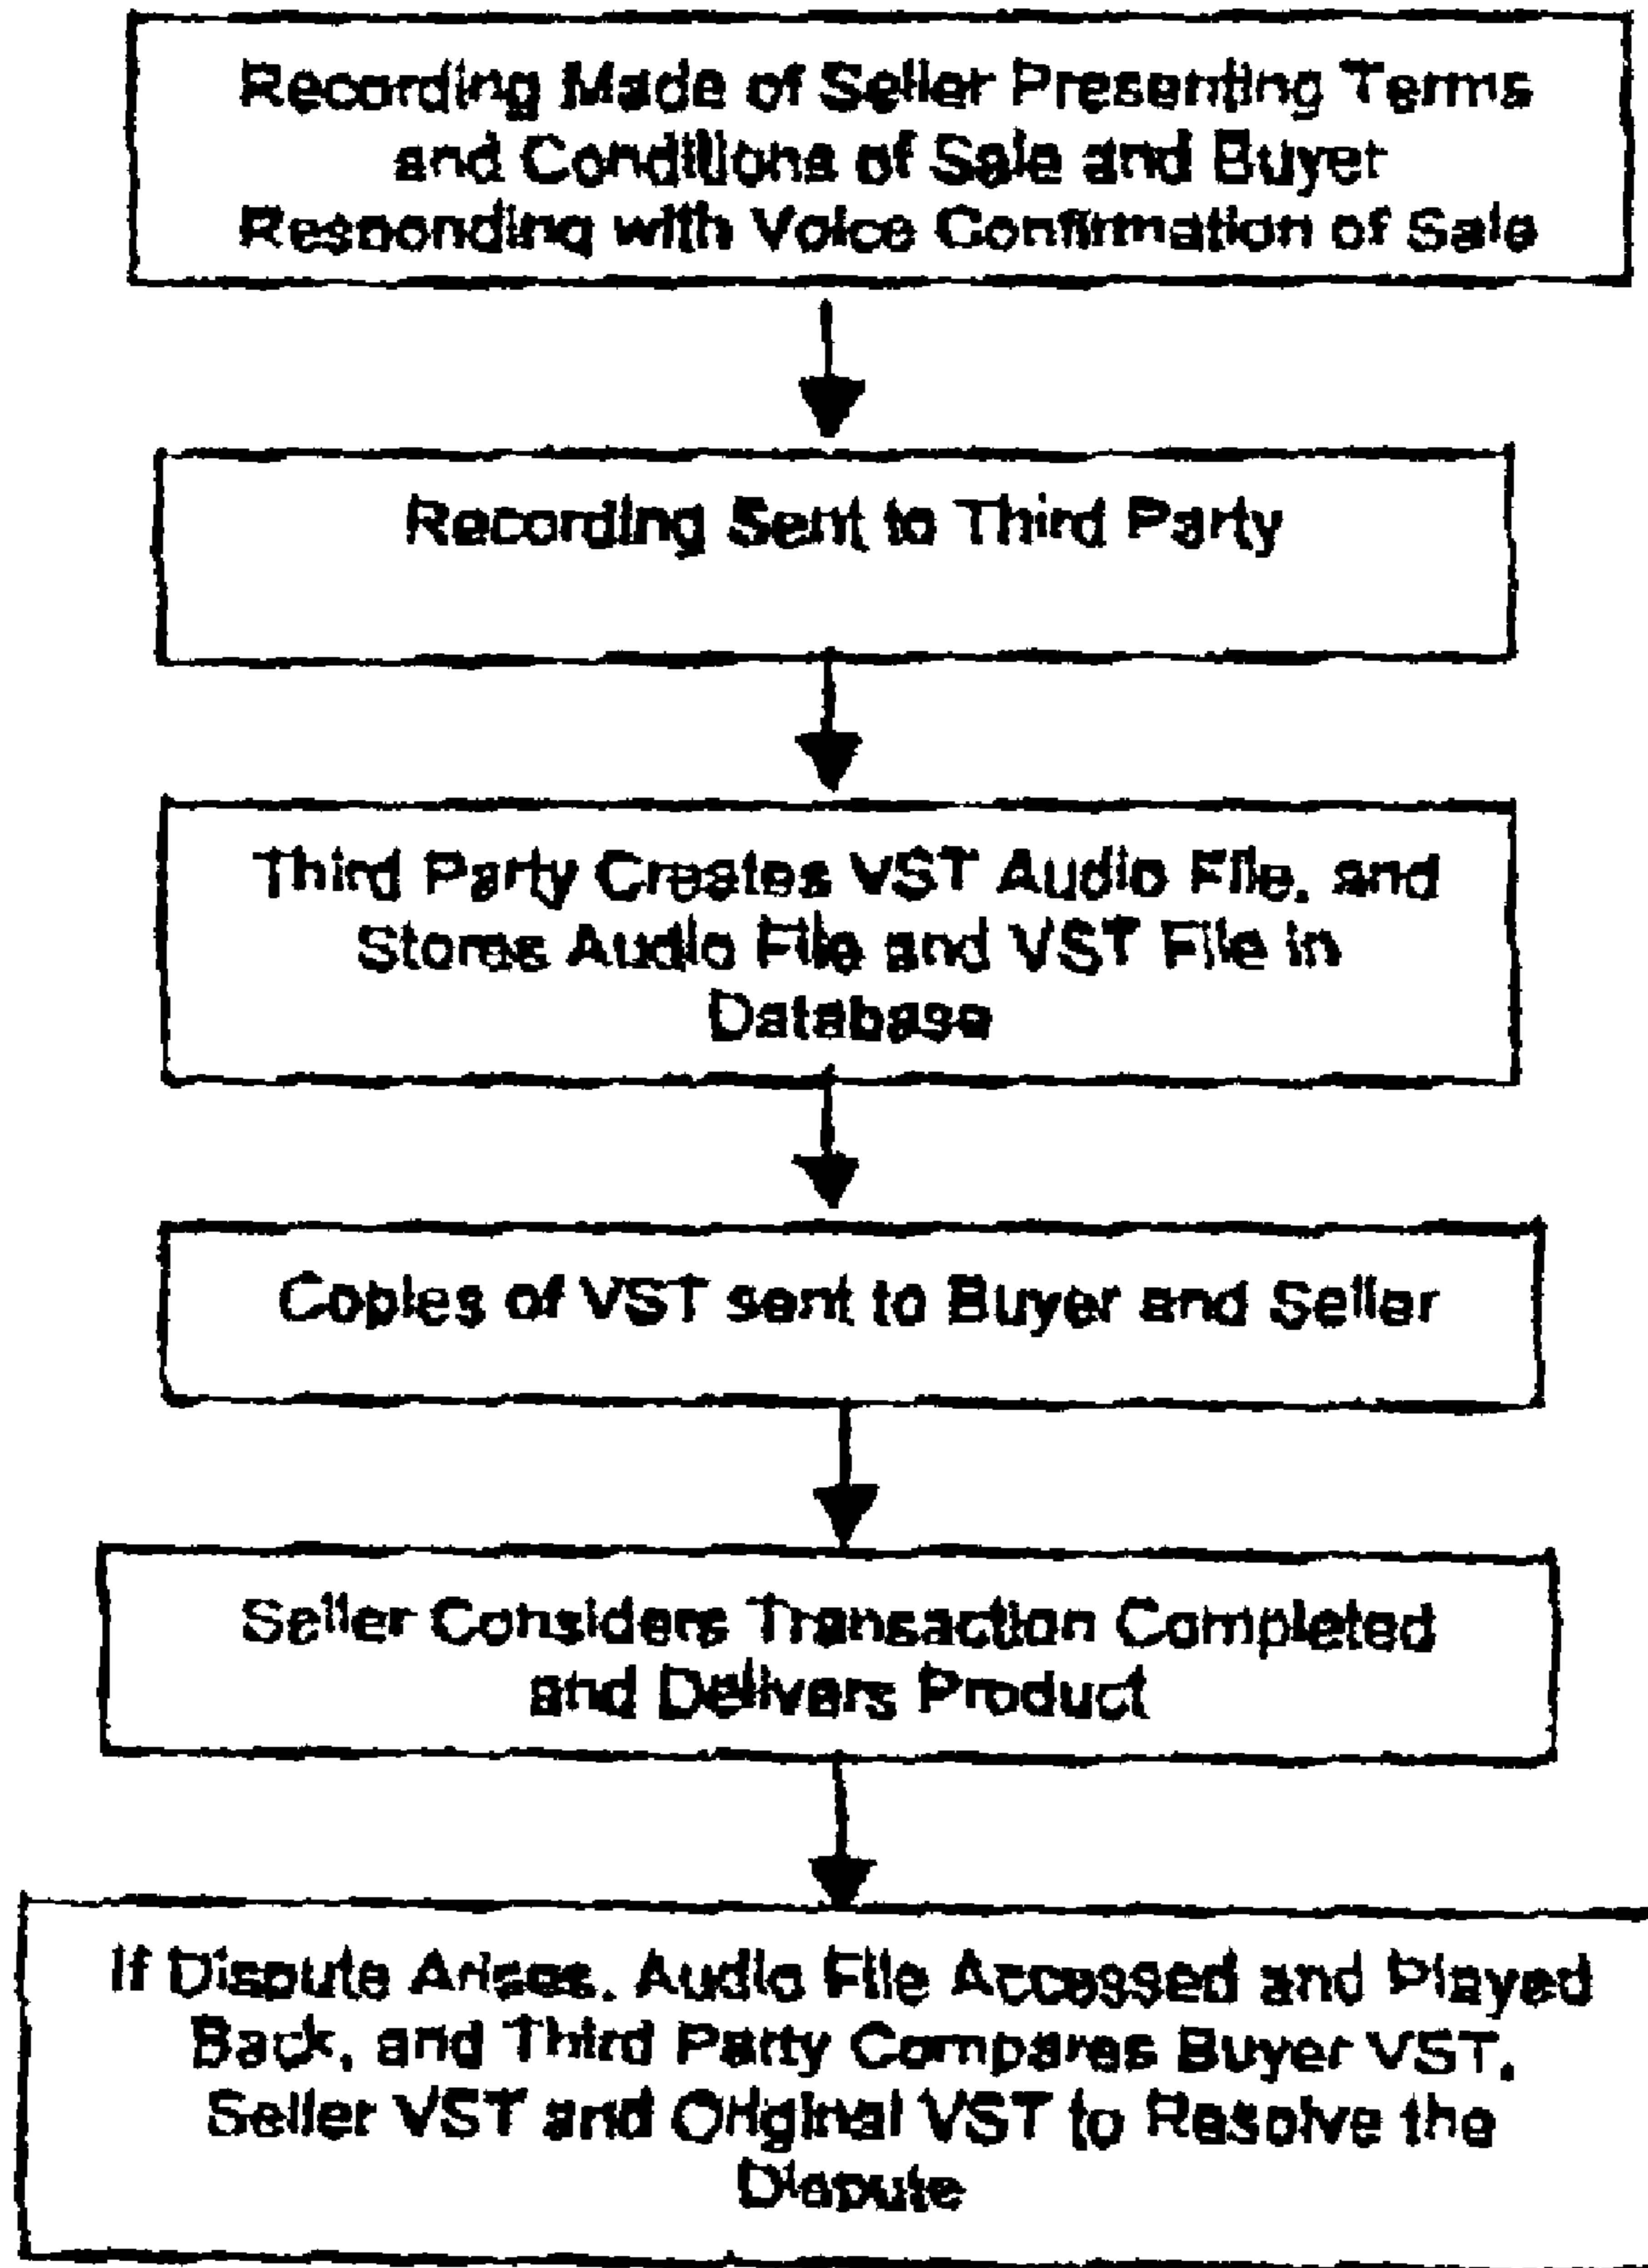 Recording Made of Seller Presenting Terms
and Conditions of Sale and Buyer
Responding with Voice Confirmation of Sale
Recording Sent to Third Party
Third Party Creates VST Audio File, and
Stores Audio File and VST File in
Database
Copies of VST sent to Buyer and Seller
Seller Considers Transaction Completed
and Delivers Product
If Dispute Arises, Audio File Accessed and Played
Back, and Third Party Compares Buyer VST,
Seller VST and Original VST to Resolve the
Dispute